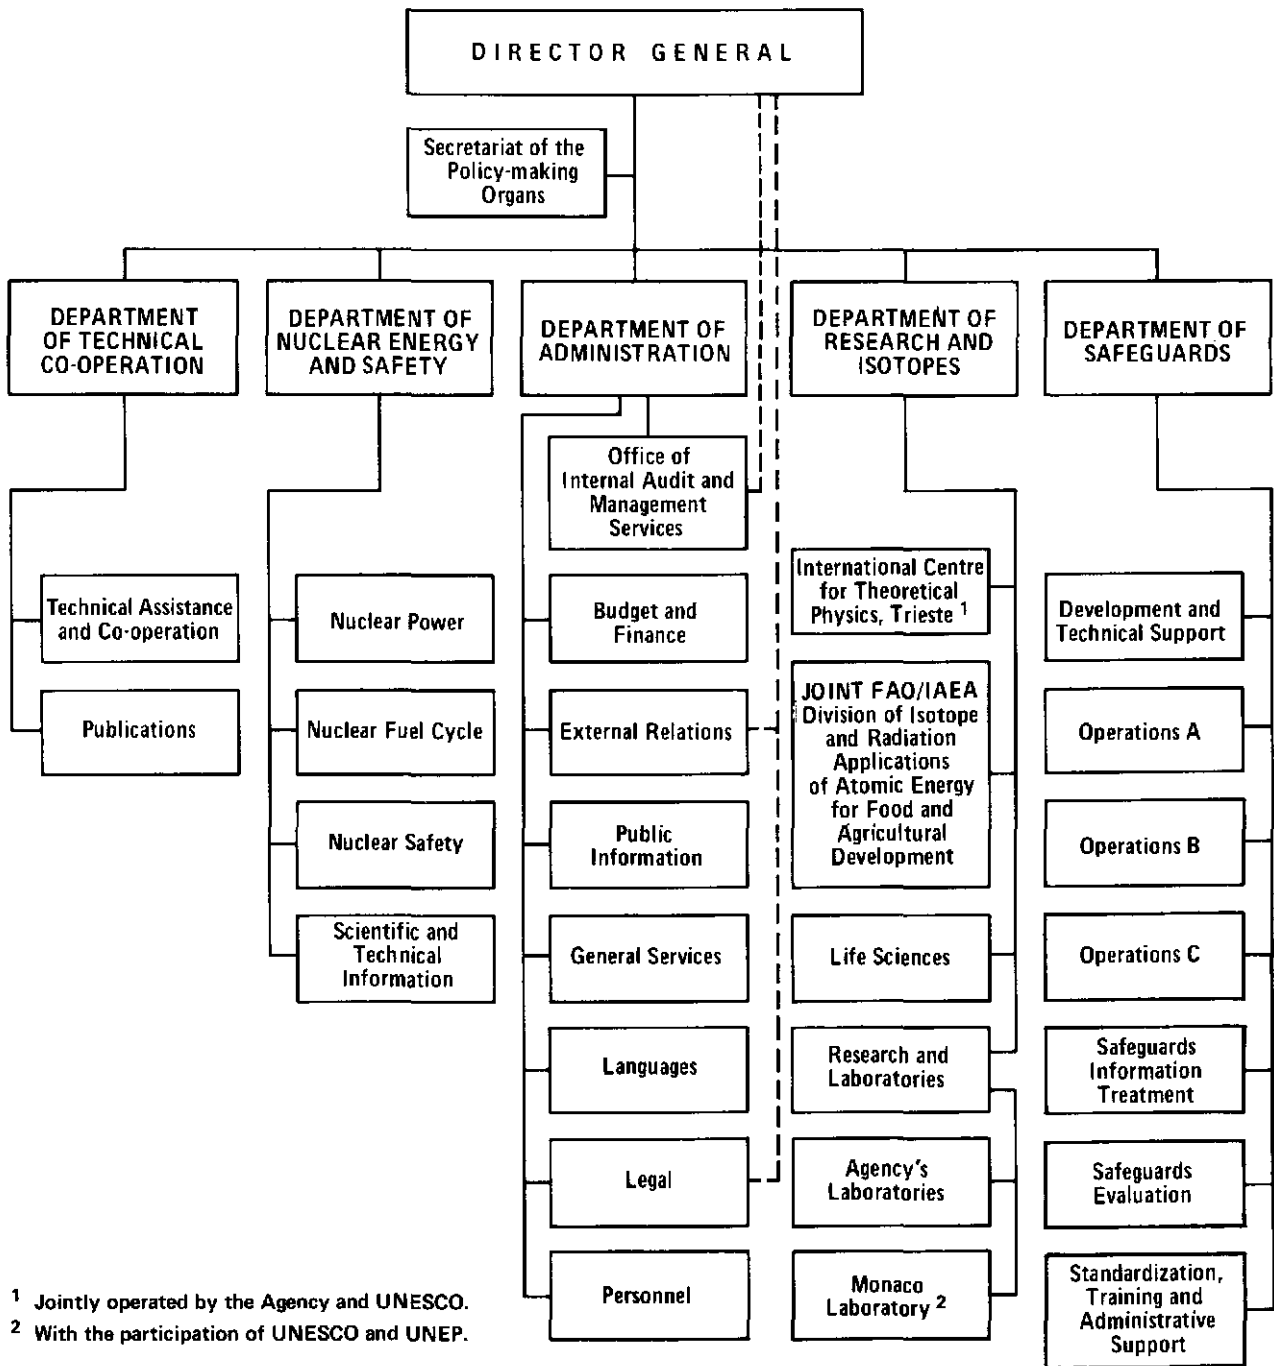 DIRECTOR GENERAL
Secretariat of the
Policy-making
Organs
DEPARTMENT
OF TECHNICAL
CO-OPERATION
DEPARTMENT OF
NUCLEAR ENERGY
AND SAFETY
DEPARTMENT OF
ADMINISTRATION
DEPARTMENT OF
RESEARCH AND
ISOTOPES
DEPARTMENT OF
SAFEGUARDS
Technical Assistance
and Co-operation
Publications
Nuclear Power
Nuclear Fuel Cycle
Nuclear Safety
Scientific and
Technical
Information
Office of
Internal Audit and
Management
Services
Budget and
Finance
External Relations
Public
Information
General Services
Languages
Legal
Personnel
International Centre
for Theoretical
Physics, Trieste 1
JOINT FAO/IAEA
Division of Isotope
and Radiation
Applications
of Atomic Energy
for Food and
Agricultural
Development
Life Sciences
Research and
Laboratories
Agency's
Laboratories
Monaco
Laboratory 2
Development and
Technical Support
Operations A
Operations B
Operations C
Safeguards
Information
Treatment
Safeguards
Evaluation
Standardization,
Training and
Administrative
Support
1 Jointly operated by the Agency and UNESCO.
2 With the participation of UNESCO and UNEP.